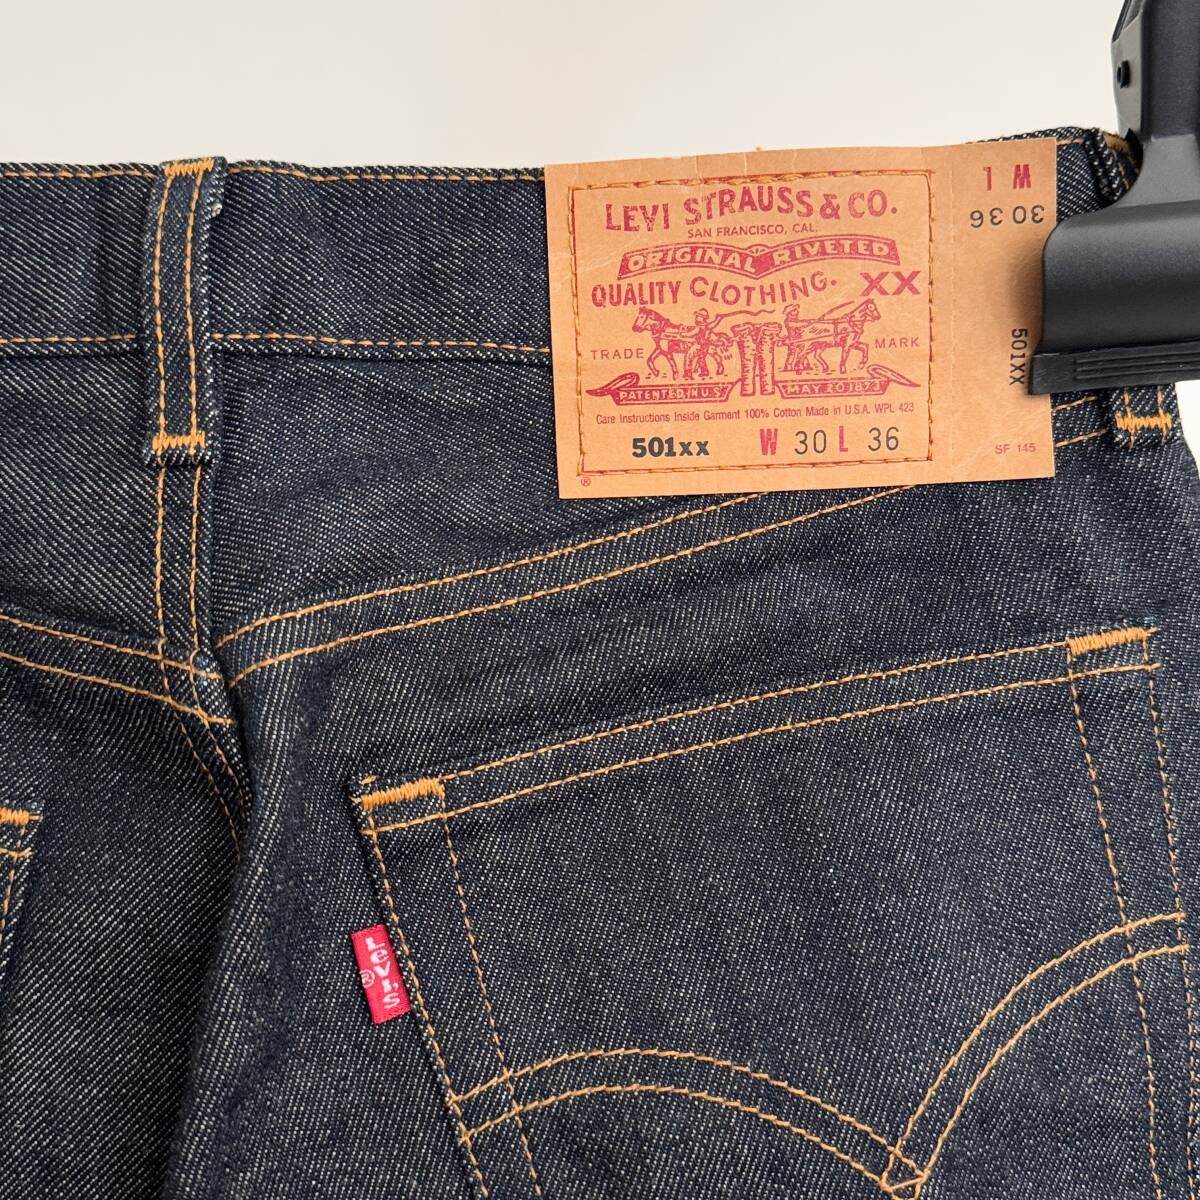 LEVI STRAUSS & CO.
SAN FRANCISCO, CAL.
ORIGINAL RIVETED
QUALITY CLOTHING. XX
TRADE MARK
PATENTED IN U.S. MAY 20 1873
Care Instructions Inside Garment 100% Cotton Made in U.S.A. WPL 423
501xx W 30 L 36
®
L W
36 30
501XX
SF 145
Levi's
®